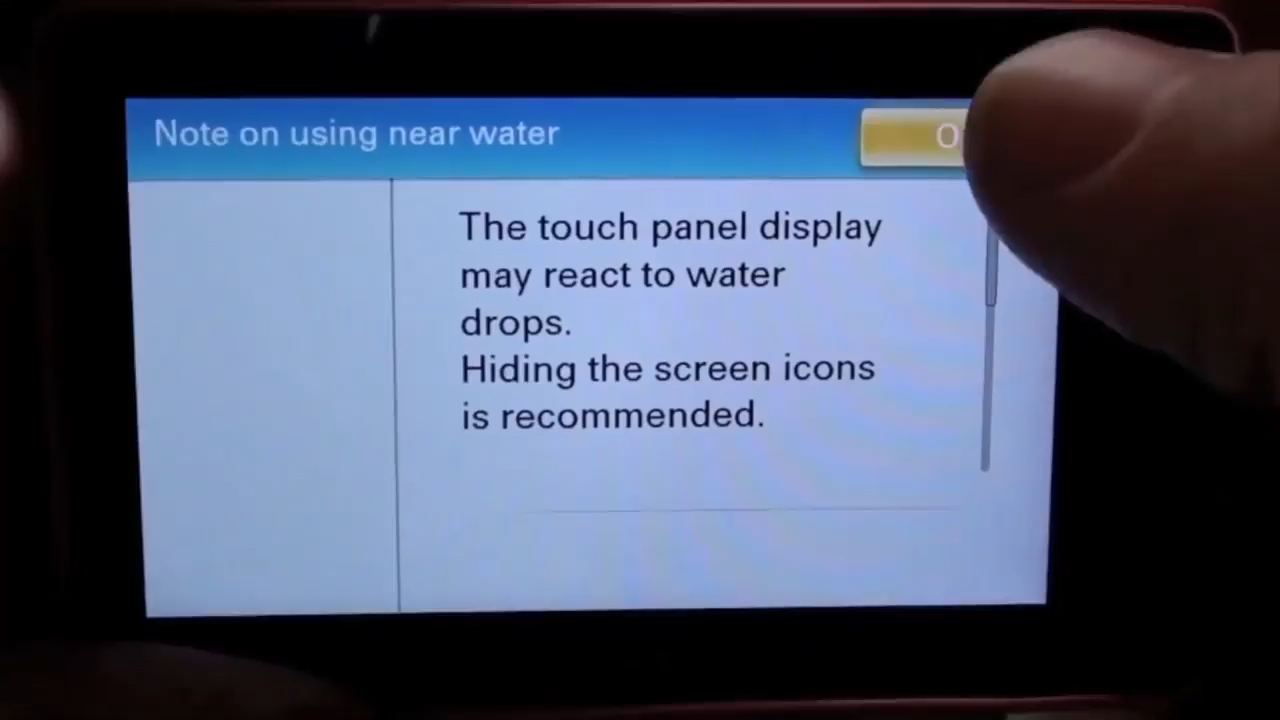 Note on using near water
The touch panel display
may react to water
drops.
Hiding the screen icons
is recommended.